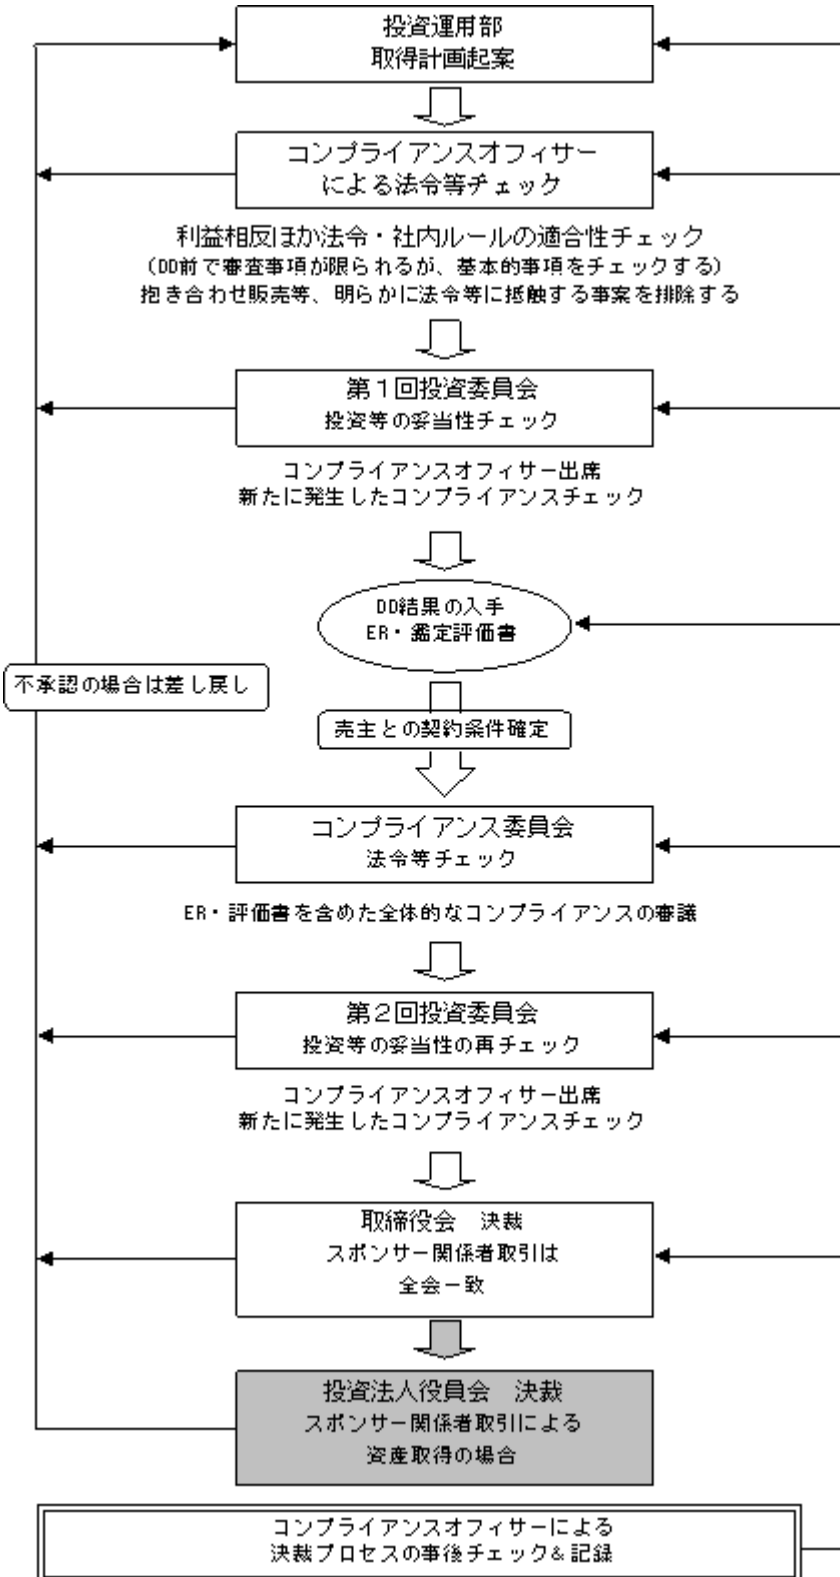 投資運用部
取得計画起案
コンプライアンスオフィサー
による法令等チェック
利益相反ほか法令・社内ルールの適合性チェック
(DD前で審査事項が限られるが、基本的事項をチェックする)
抱き合わせ販売等、明らかに法令等に抵触する事案を排除する
第1回投資委員会
投資等の妥当性チェック
コンプライアンスオフィサー出席
新たに発生したコンプライアンスチェック
DD結果の入手
ER・鑑定評価書
不承認の場合は差し戻し
売主との契約条件確定
コンプライアンス委員会
法令等チェック
ER・評価書を含めた全体的なコンプライアンスの審議
第2回投資委員会
投資等の妥当性の再チェック
コンプライアンスオフィサー出席
新たに発生したコンプライアンスチェック
取締役会 決裁
スポンサー関係者取引は
全会一致
投資法人役員会 決裁
スポンサー関係者取引による
資産取得の場合
コンプライアンスオフィサーによる
決裁プロセスの事後チェック&記録